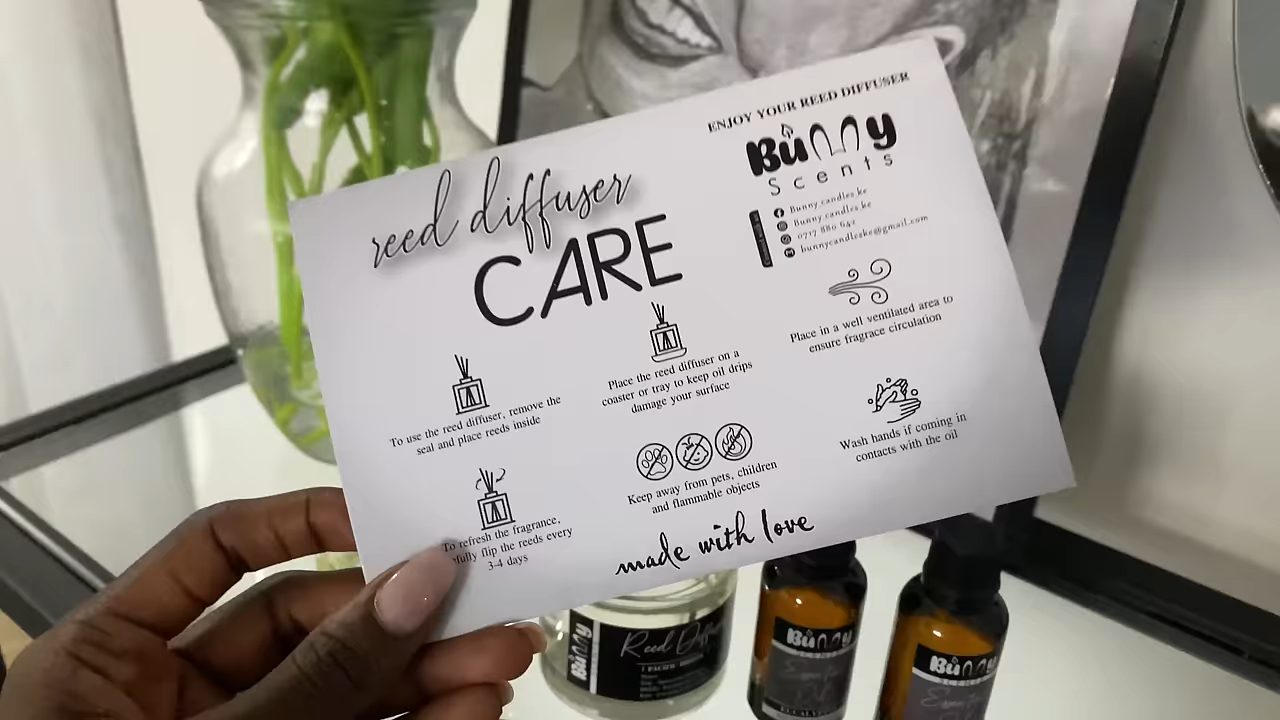 reed diffuser
CARE
ENJOY YOUR REED DIFFUSER
Bunny
Scents
Bunny.candles.ke
Bunny.candles.ke
0717 880 642
bunnycandleske@gmail.com
To use the reed diffuser, remove the
seal and place reeds inside
Place the reed diffuser on a
coaster or tray to keep oil drips
damage your surface
Place in a well ventilated area to
ensure fragrace circulation
To refresh the fragrance,
flip the reeds every
3-4 days
Keep away from pets, children
and flammable objects
Wash hands if coming in
contacts with the oil
made with love
Bunny
Reed
Bunny
Bunny